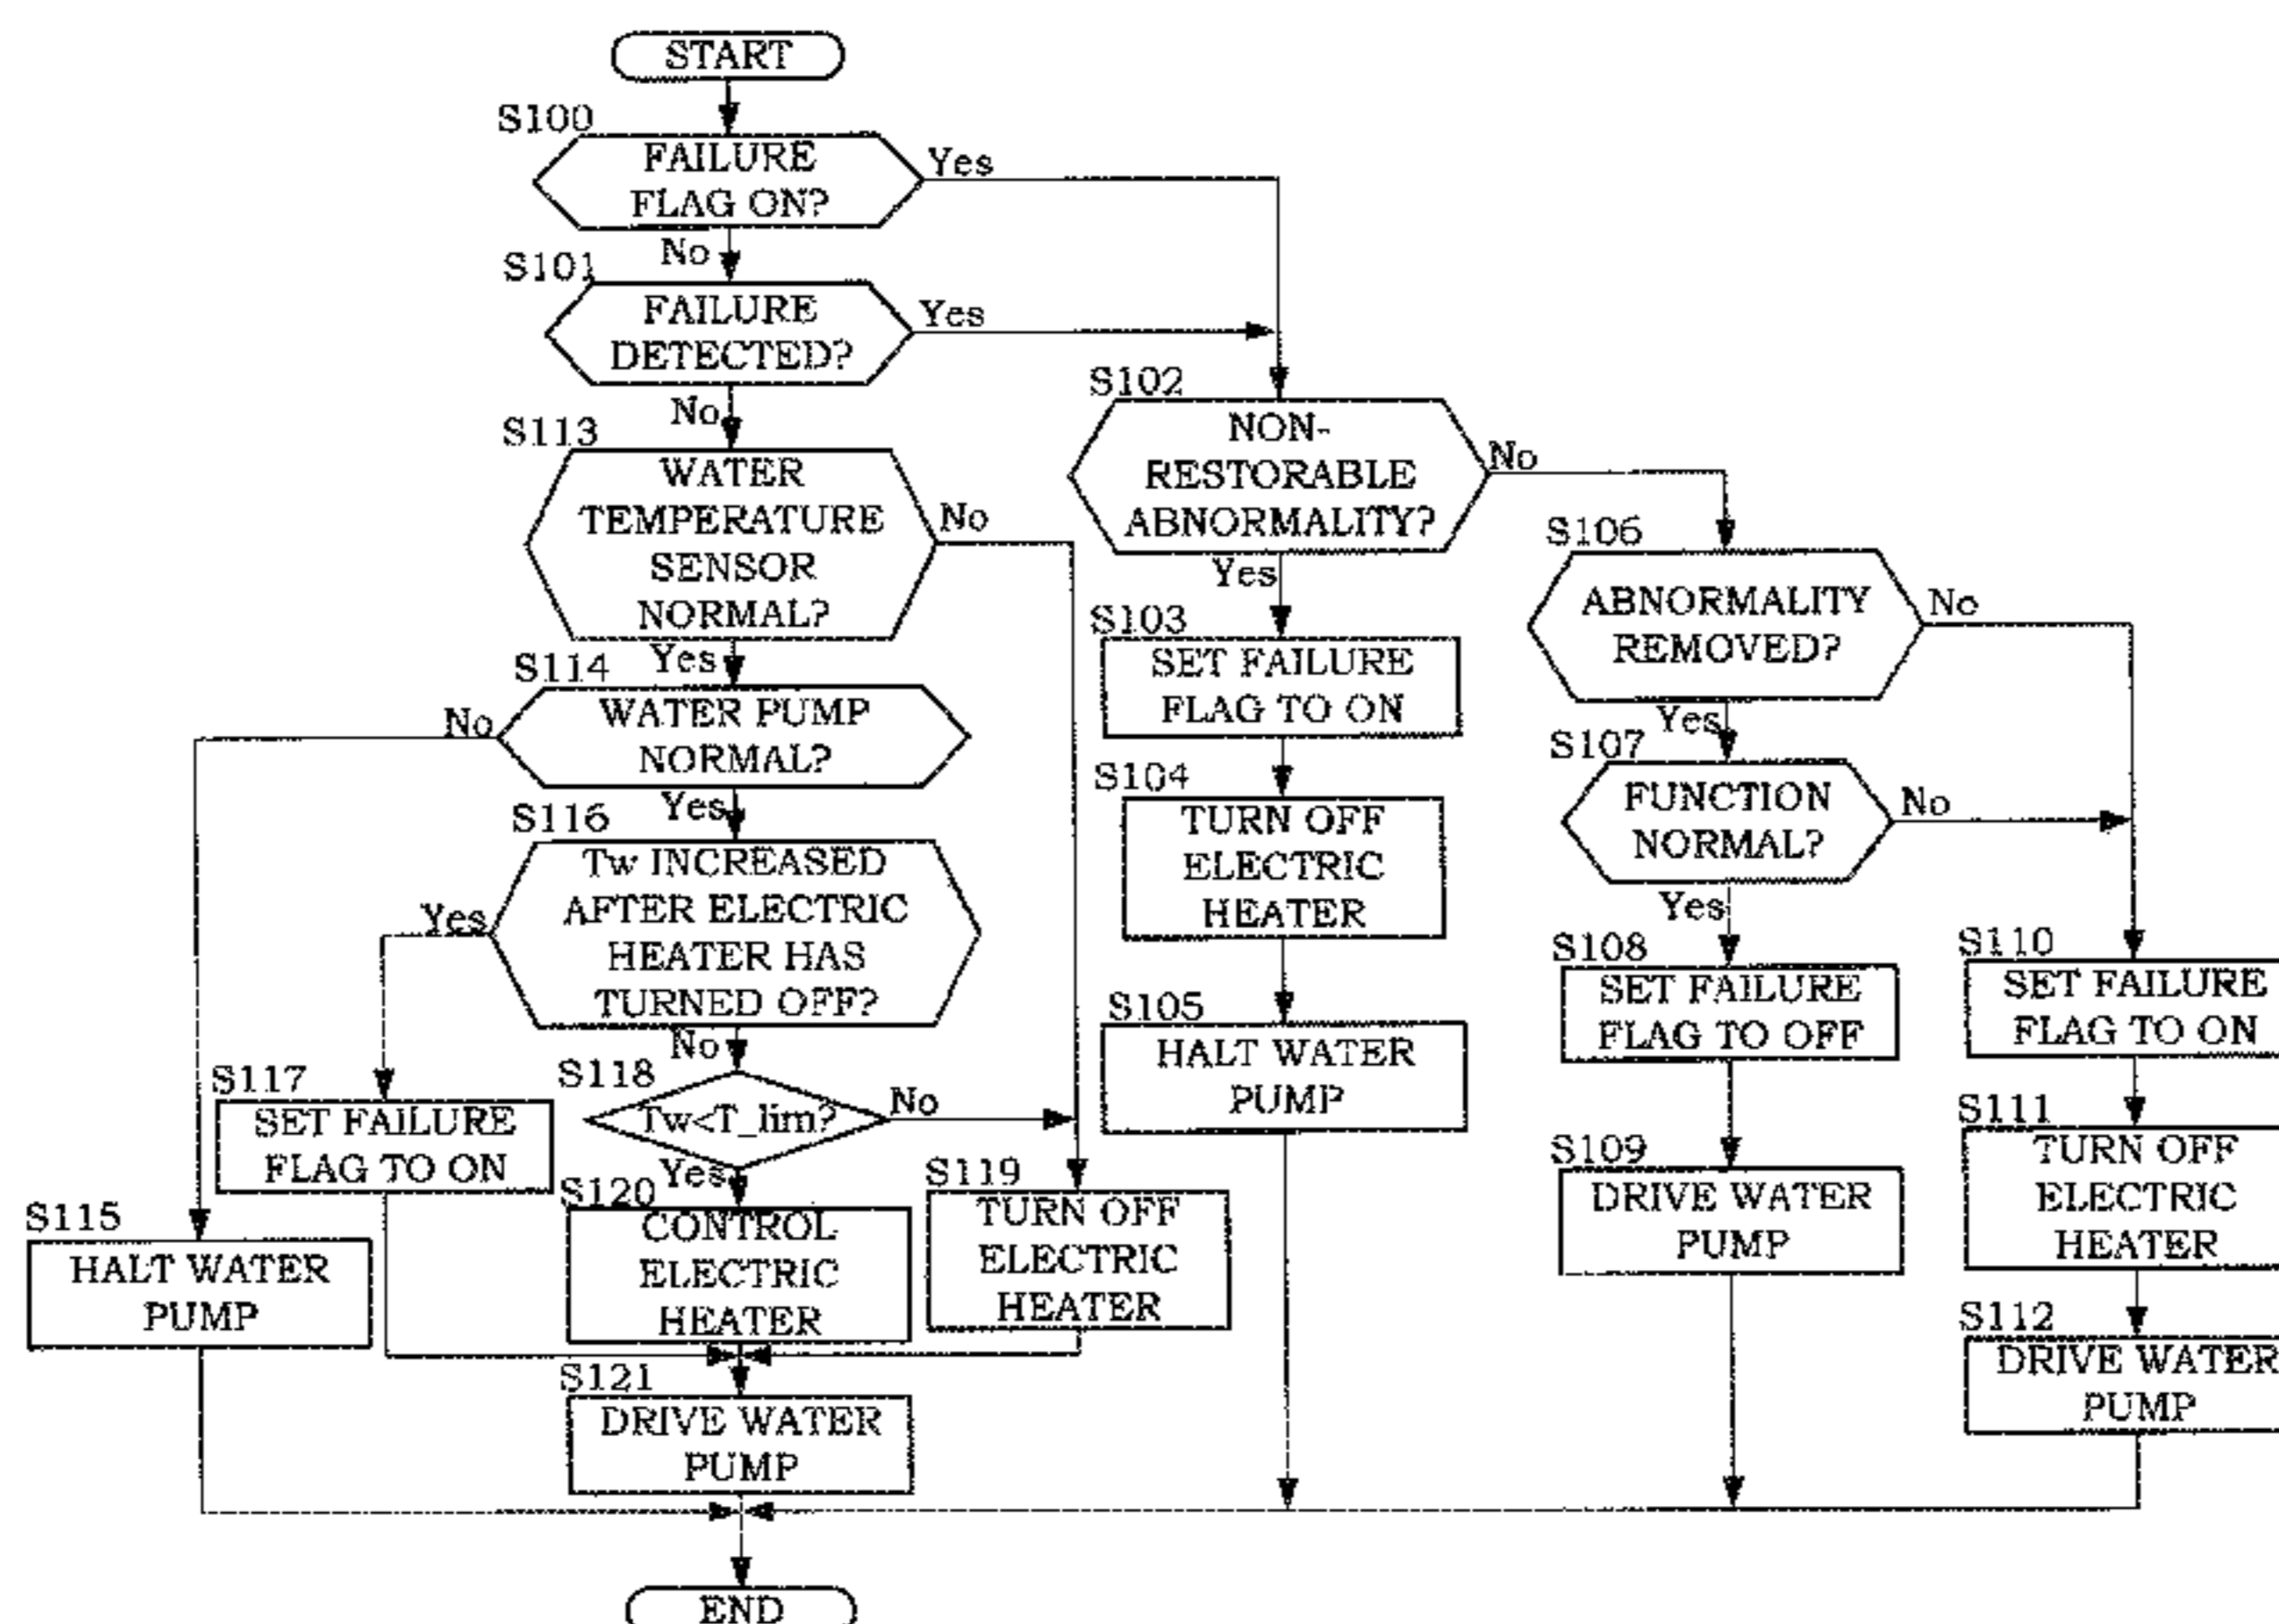 START
S100
FAILURE
FLAG ON?
Yes
No
S101
FAILURE
DETECTED?
Yes
No
S102
NON-
RESTORABLE
ABNORMALITY?
No
Yes
S113
WATER
TEMPERATURE
SENSOR
NORMAL?
No
Yes
S103
SET FAILURE
FLAG TO ON
S106
ABNORMALITY
REMOVED?
No
Yes
S114
WATER PUMP
NORMAL?
No
Yes
S104
TURN OFF
ELECTRIC
HEATER
S107
FUNCTION
NORMAL?
No
Yes
S116
Tw INCREASED
AFTER ELECTRIC
HEATER HAS
TURNED OFF?
Yes
No
S105
HALT WATER
PUMP
S108
SET FAILURE
FLAG TO OFF
S110
SET FAILURE
FLAG TO ON
S117
SET FAILURE
FLAG TO ON
S118
Tw<T_lim?
No
Yes
S109
DRIVE WATER
PUMP
S111
TURN OFF
ELECTRIC
HEATER
S115
HALT WATER
PUMP
S120
CONTROL
ELECTRIC
HEATER
S119
TURN OFF
ELECTRIC
HEATER
S112
DRIVE WATER
PUMP
S121
DRIVE WATER
PUMP
END